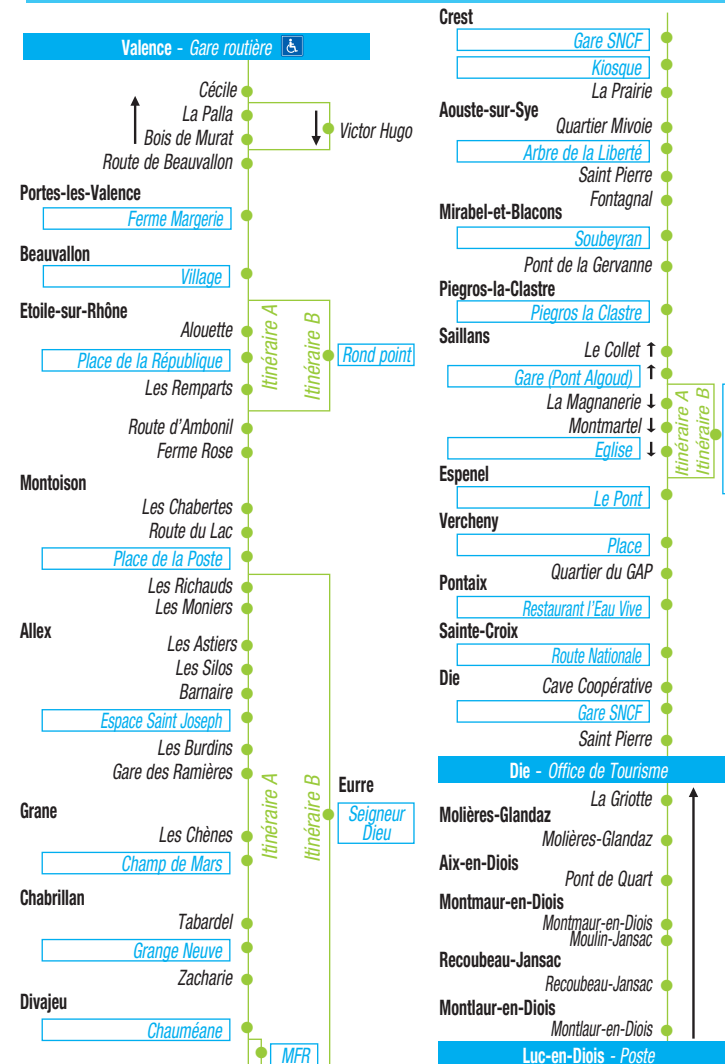 Valence - Gare routière
Cécile
La Palla
Bois de Murat
Victor Hugo
Route de Beauvallon
Portes-les-Valence
Ferme Margerie
Beauvallon
Village
Etoile-sur-Rhône
Alouette
Place de la République
Les Remparts
Itinéraire A
Itinéraire B
Rond point
Route d'Ambonil
Ferme Rose
Montoison
Les Chabertes
Route du Lac
Place de la Poste
Les Richauds
Les Moniers
Allex
Les Astiers
Les Silos
Barnaire
Espace Saint Joseph
Les Burdins
Gare des Ramières
Grane
Les Chènes
Champ de Mars
Itinéraire A
Itinéraire B
Eurre
Seigneur
Dieu
Chabrillan
Tabardel
Grange Neuve
Zacharie
Divajeu
Chauméane
MFR
Crest
Gare SNCF
Kiosque
La Prairie
Aouste-sur-Sye
Quartier Mivoie
Arbre de la Liberté
Saint Pierre
Fontagnal
Mirabel-et-Blacons
Soubeyran
Pont de la Gervanne
Piegros-la-Clastre
Piegros la Clastre
Saillans
Le Collet
Gare (Pont Algoud)
La Magnanerie
Montmartel
Eglise
Itinéraire A
Itinéraire B
Espenel
Le Pont
Vercheny
Place
Quartier du GAP
Pontaix
Restaurant l'Eau Vive
Sainte-Croix
Route Nationale
Die
Cave Coopérative
Gare SNCF
Saint Pierre
Die - Office de Tourisme
La Griotte
Molières-Glandaz
Molières-Glandaz
Aix-en-Diois
Pont de Quart
Montmaur-en-Diois
Montmaur-en-Diois
Moulin-Jansac
Recoubeau-Jansac
Recoubeau-Jansac
Montlaur-en-Diois
Montlaur-en-Diois
Luc-en-Diois - Poste